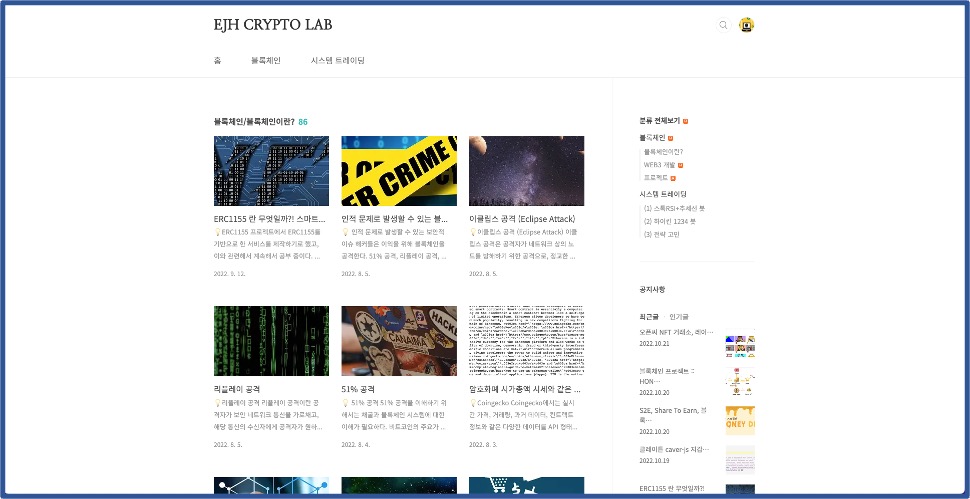 EJH CRYPTO LAB
홈 블록체인 시스템 트레이딩
블록체인/블록체인이란? 86
ERC1155 란 무엇일까?! 스마트...
💡ERC1155 프로젝트에서 ERC1155를
기반으로 한 서비스를 제작하기로 했고,
이와 관련해서 계속해서 공부 중이다. ...
2022. 9. 12.
인적 문제로 발생할 수 있는 블...
💡 인적 문제로 발생할 수 있는 보안적
이슈 해커들은 이익을 위해 블록체인을
공격한다. 51% 공격, 리플레이 공격, ...
2022. 8. 5.
이클립스 공격 (Eclipse Attack)
💡이클립스 공격 (Eclipse Attack) 이클
립스 공격은 공격자가 네트워크 상의 노
드를 방해하기 위한 공격으로, 정교한 ...
2022. 8. 5.
리플레이 공격
💡리플레이 공격 리플레이 공격이란 공
격자가 보안 네트워크 통신을 가로채고,
해당 통신의 수신자에게 공격자가 원하...
2022. 8. 5.
51% 공격
💡 51% 공격 51% 공격을 이해하기 위
해서는 채굴과 블록체인 시스템에 대한
이해가 필요하다. 비트코인의 주요가 ...
2022. 8. 4.
암호화폐 시가총액 시세와 같은 ...
💡Coingecko Coingecko에서는 실시
간 가격, 거래량, 과거 데이터, 컨트랙트
정보와 같은 다양한 데이터를 API 형태...
2022. 8. 3.
분류 전체보기 N
블록체인 N
블록체인이란?
WEB3 개발 N
프로젝트 N
시스템 트레이딩
(1) 스톡RSI+추세선 봇
(2) 파이썬 1234 봇
(3) 전략 고민
공지사항
최근글 인기글
오픈씨 NFT 거래소, 레이...
2022.10.21
블록체인 프로젝트 ::
HON...
2022.10.20
S2E, Share To Earn, 블
록...
2022.10.20
클레이튼 caver-js 지갑...
2022.10.19
ERC1155 란 무엇일까?!